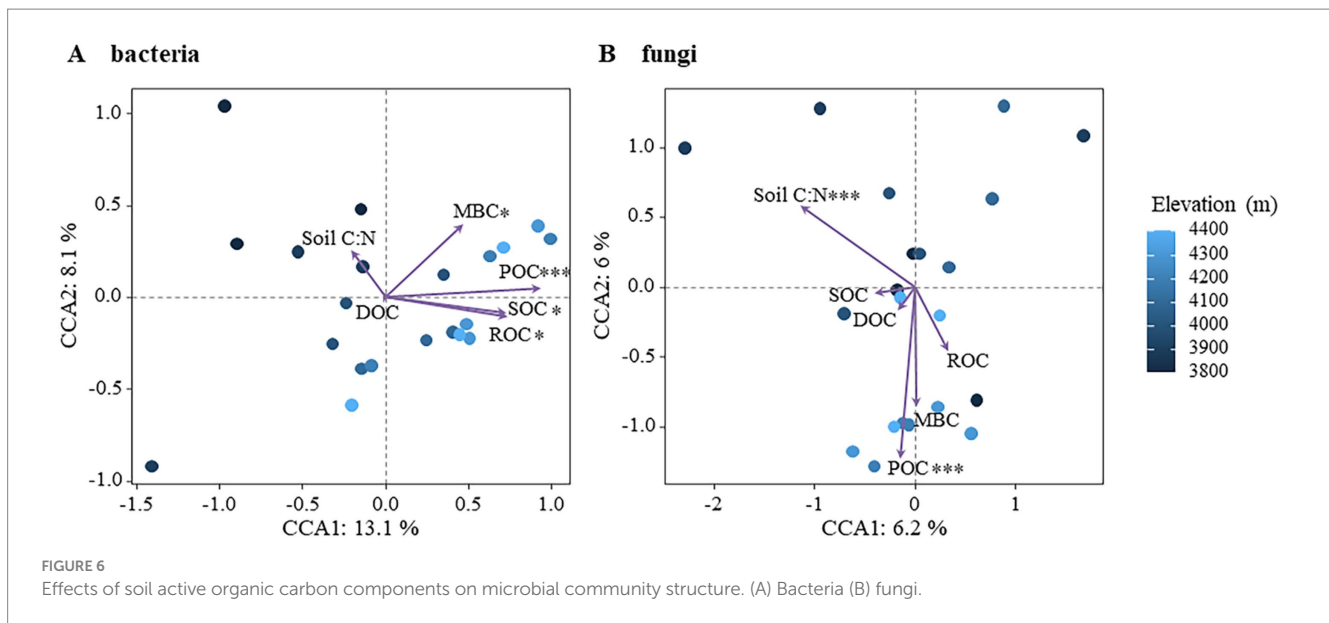 A bacteria
B fungi
1.0
0.5
0.0
-0.5
-1.0
CCA2: 8.1 %
-1.5
-1.0
-0.5
0.0
0.5
1.0
CCA1: 13.1 %
Soil C:N
MBC*
POC***
SOC *
ROC *
DOC
1.0
0.5
0.0
-0.5
-1.0
CCA2: 6 %
-2
-1
0
1
CCA1: 6.2 %
Soil C:N***
SOC
DOC
ROC
MBC
POC***
Elevation (m)
4400
4300
4200
4100
4000
3900
3800
FIGURE 6
Effects of soil active organic carbon components on microbial community structure. (A) Bacteria (B) fungi.